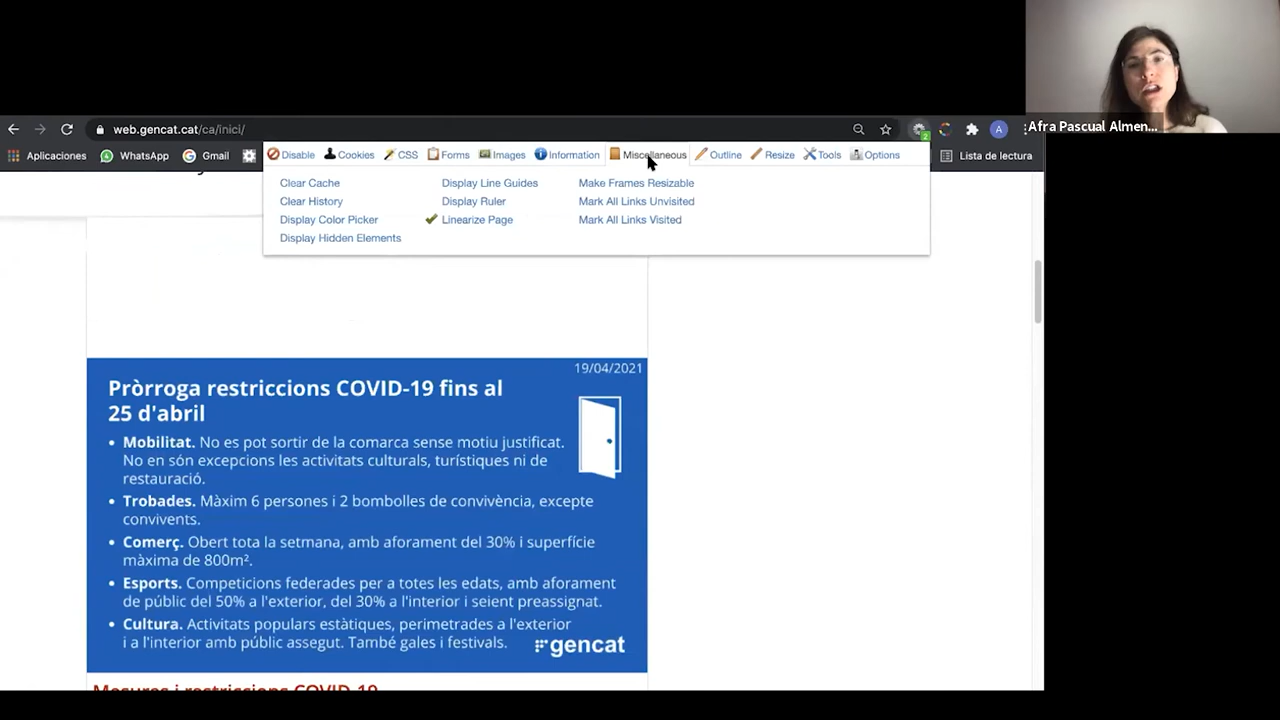 Afra Pascual Almen...
web.gencat.cat/ca/inici/
Aplicaciones WhatsApp Gmail
Disable Cookies CSS Forms Images Information Miscellaneous Outline Resize Tools Options
Lista de lectura
2
A
Clear Cache Display Line Guides Make Frames Resizable
Clear History Display Ruler Mark All Links Unvisited
Display Color Picker Linearize Page Mark All Links Visited
Display Hidden Elements
19/04/2021
Pròrroga restriccions COVID-19 fins al
25 d'abril
• Mobilitat. No es pot sortir de la comarca sense motiu justificat.
No en són excepcions les activitats culturals, turístiques ni de
restauració.
• Trobades. Màxim 6 persones i 2 bombolles de convivència, excepte
convivents.
• Comerç. Obert tota la setmana, amb aforament del 30% i superfície
màxima de 800m².
• Esports. Competicions federades per a totes les edats, amb aforament
de públic del 50% a l'exterior, del 30% a l'interior i seient preassignat.
• Cultura. Activitats populars estàtiques, perimetrades a l'exterior
i a l'interior amb públic assegut. També gales i festivals.
gencat
Mesures i restriccions COVID-19